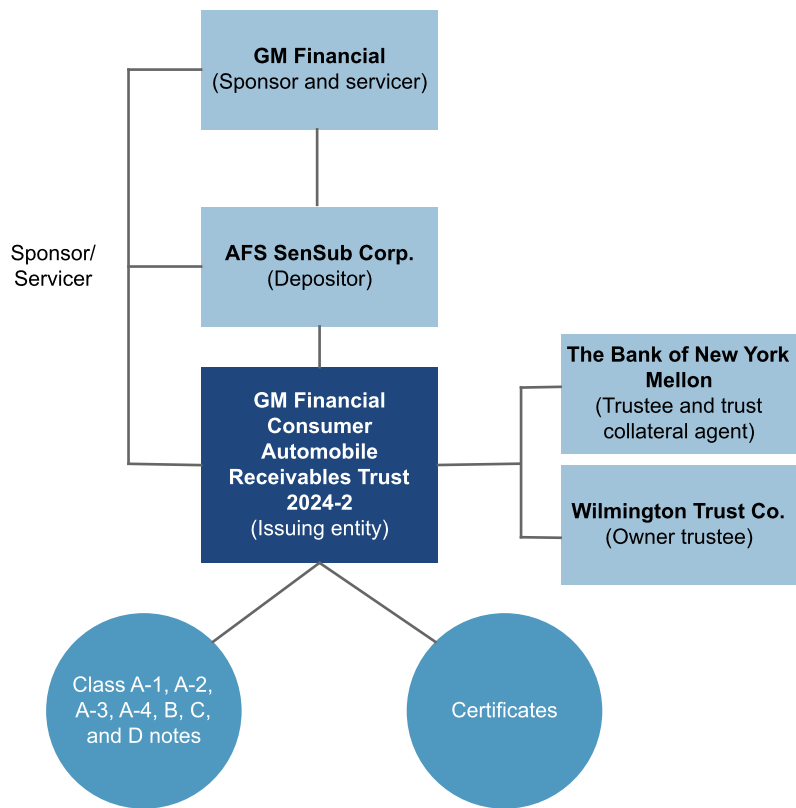 GM Financial
(Sponsor and servicer)
Sponsor/
Servicer
AFS SenSub Corp.
(Depositor)
GM Financial
Consumer
Automobile
Receivables Trust
2024-2
(Issuing entity)
The Bank of New York
Mellon
(Trustee and trust
collateral agent)
Wilmington Trust Co.
(Owner trustee)
Class A-1, A-2,
A-3, A-4, B, C,
and D notes
Certificates